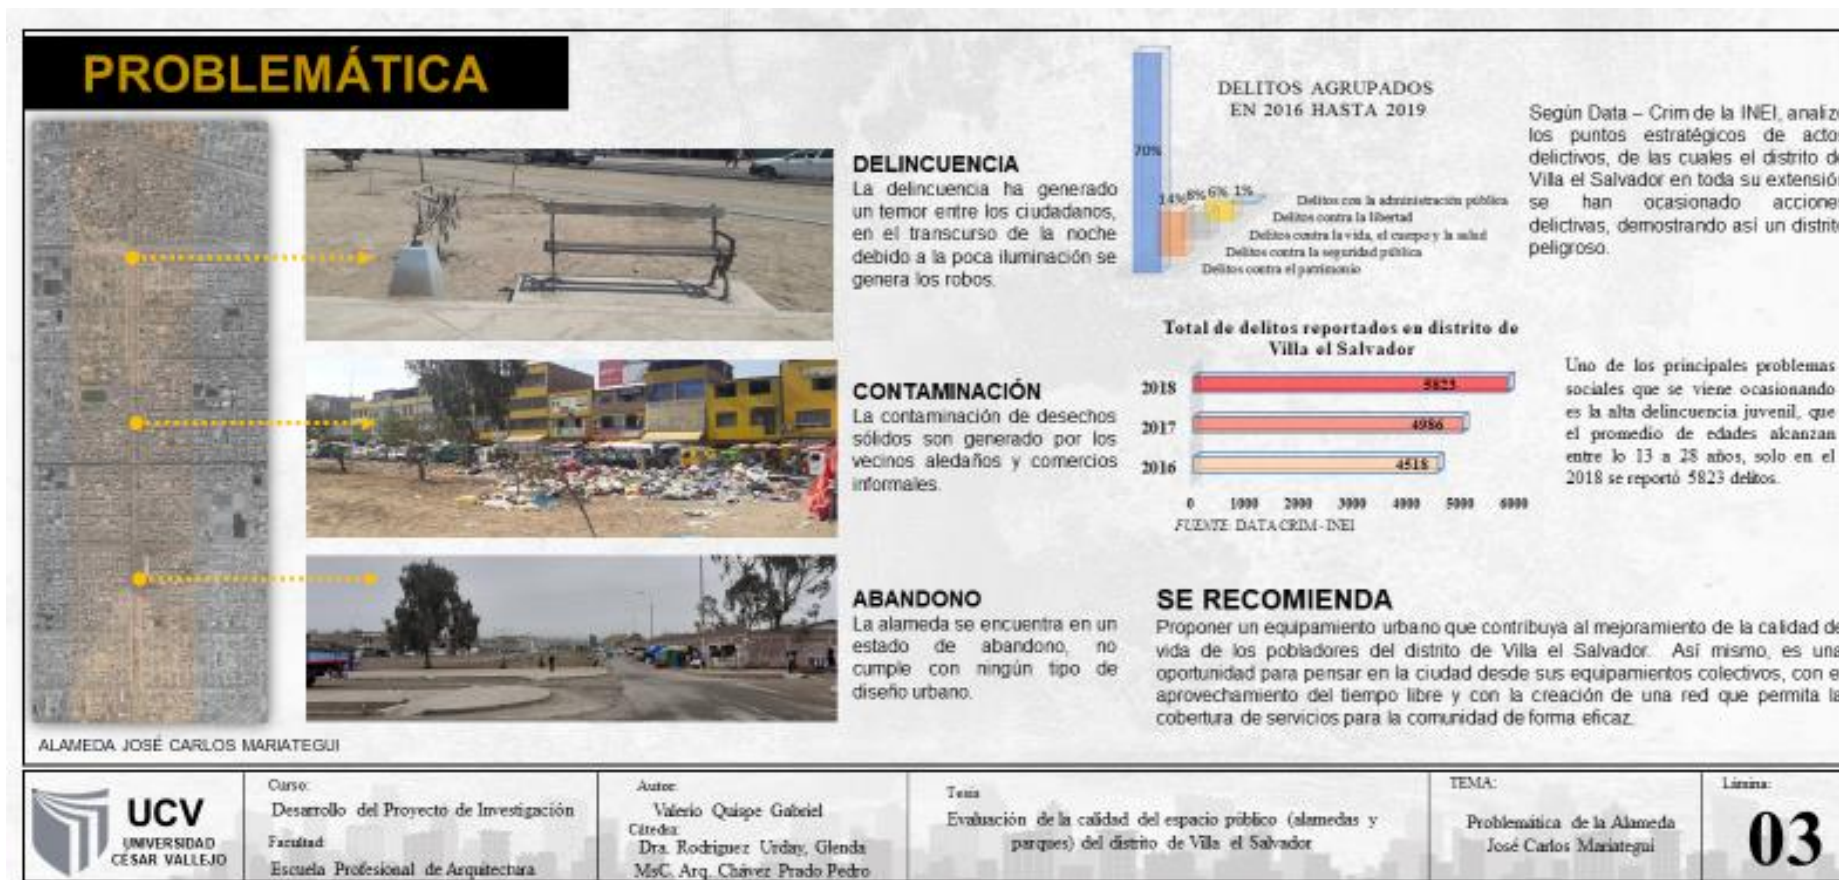 PROBLEMÁTICA
ALAMEDA JOSÉ CARLOS MARIATEGUI
DELINCUENCIA
La delincuencia ha generado
un temor entre los ciudadanos,
en el transcurso de la noche
debido a la poca iluminación se
genera los robos.
CONTAMINACIÓN
La contaminación de desechos
sólidos son generado por los
vecinos aledaños y comercios
informales.
ABANDONO
La alameda se encuentra en un
estado de abandono, no
cumple con ningún tipo de
diseño urbano.
DELITOS AGRUPADOS
EN 2016 HASTA 2019
70%
14%
8%
6%
1%
Delitos con la administración pública
Delitos contra la libertad
Delitos contra la vida, el cuerpo y la salud
Delitos contra la seguridad pública
Delitos contra el patrimonio
Según Data – Crim de la INEI, analizó
los puntos estratégicos de actos
delictivos, de las cuales el distrito de
Villa el Salvador en toda su extensión
se han ocasionado acciones
delictivas, demostrando así un distrito
peligroso.
Total de delitos reportados en distrito de
Villa el Salvador
2018 5823
2017 4986
2016 4518
0 1000 2000 3000 4000 5000 6000
FUENTE: DATACRIM - INEI
Uno de los principales problemas
sociales que se viene ocasionando
es la alta delincuencia juvenil, que
el promedio de edades alcanzan
entre lo 13 a 28 años, solo en el
2018 se reportó 5823 delitos.
SE RECOMIENDA
Proponer un equipamiento urbano que contribuya al mejoramiento de la calidad de
vida de los pobladores del distrito de Villa el Salvador. Así mismo, es una
oportunidad para pensar en la ciudad desde sus equipamientos colectivos, con el
aprovechamiento del tiempo libre y con la creación de una red que permita la
cobertura de servicios para la comunidad de forma eficaz.
UCV
UNIVERSIDAD
CÉSAR VALLEJO
Curso:
Desarrollo del Proyecto de Investigación
Facultad:
Escuela Profesional de Arquitectura
Autor:
Valerio Quispe Gabriel
Cátedra:
Dra. Rodriguez Urday, Glenda
MsC. Arq. Chávez Prado Pedro
Tesis
Evaluación de la calidad del espacio público (alamedas y
parques) del distrito de Villa el Salvador
TEMA:
Problemática de la Alameda
José Carlos Mariategui
Lámina:
03